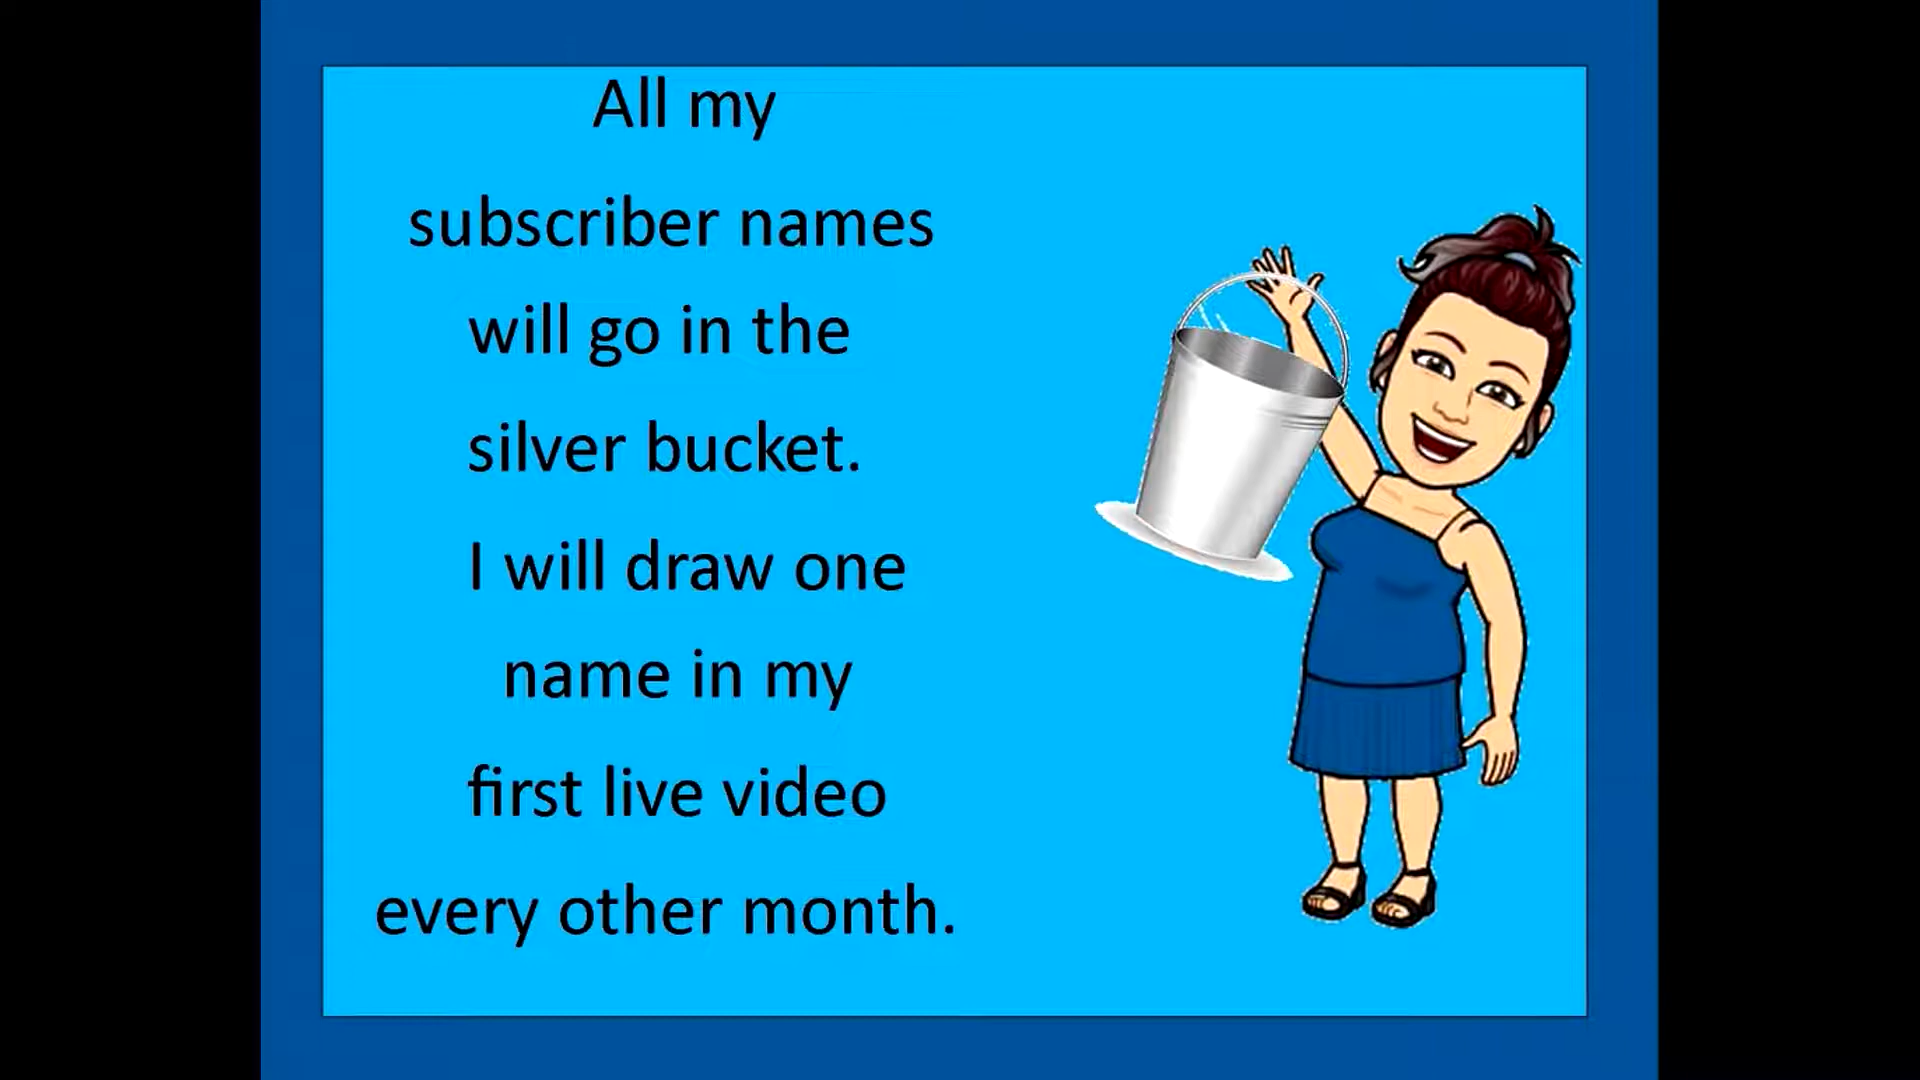 All my
subscriber names
will go in the
silver bucket.
I will draw one
name in my
first live video
every other month.